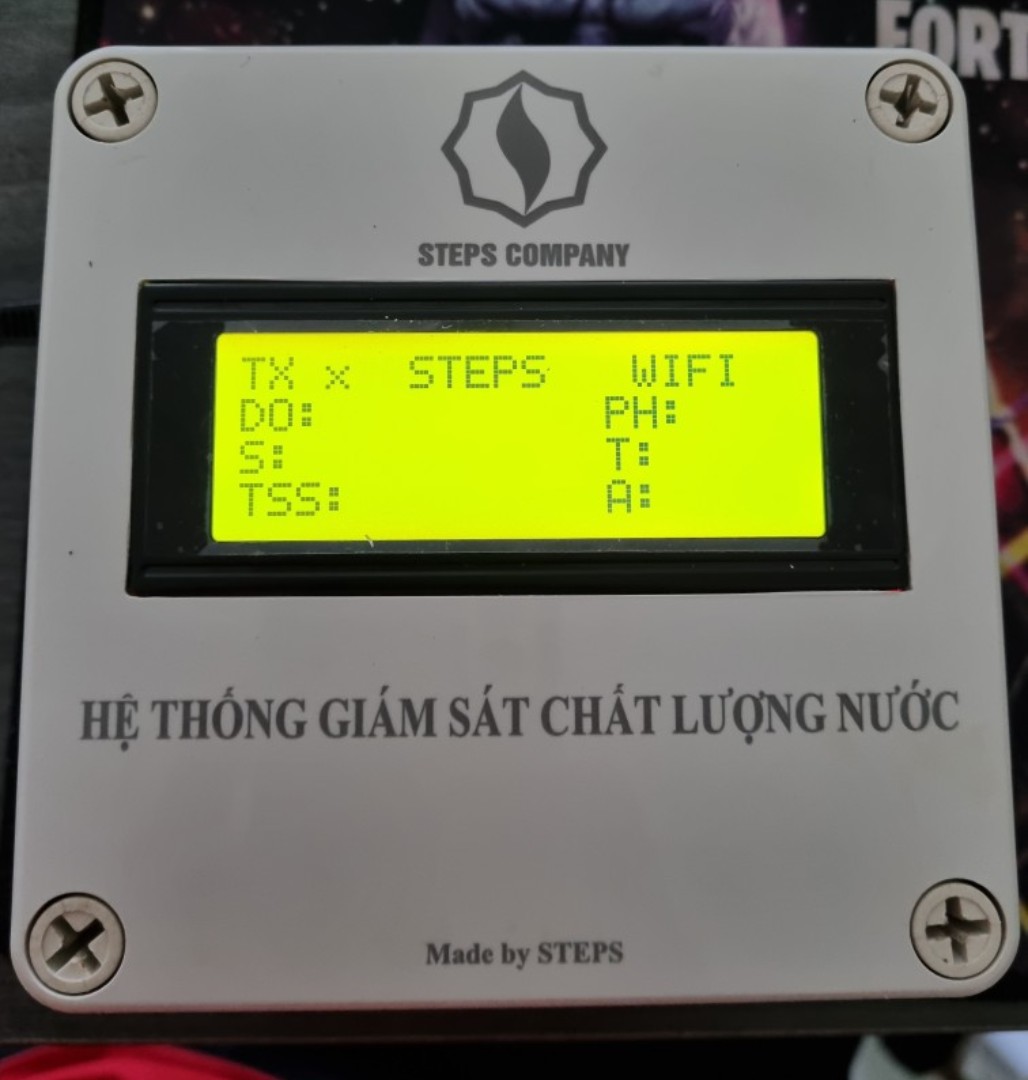 FORT
STEPS COMPANY
TX x STEPS WIFI
DO: PH:
S: T:
TSS: A:
HỆ THỐNG GIÁM SÁT CHẤT LƯỢNG NƯỚC
Made by STEPS